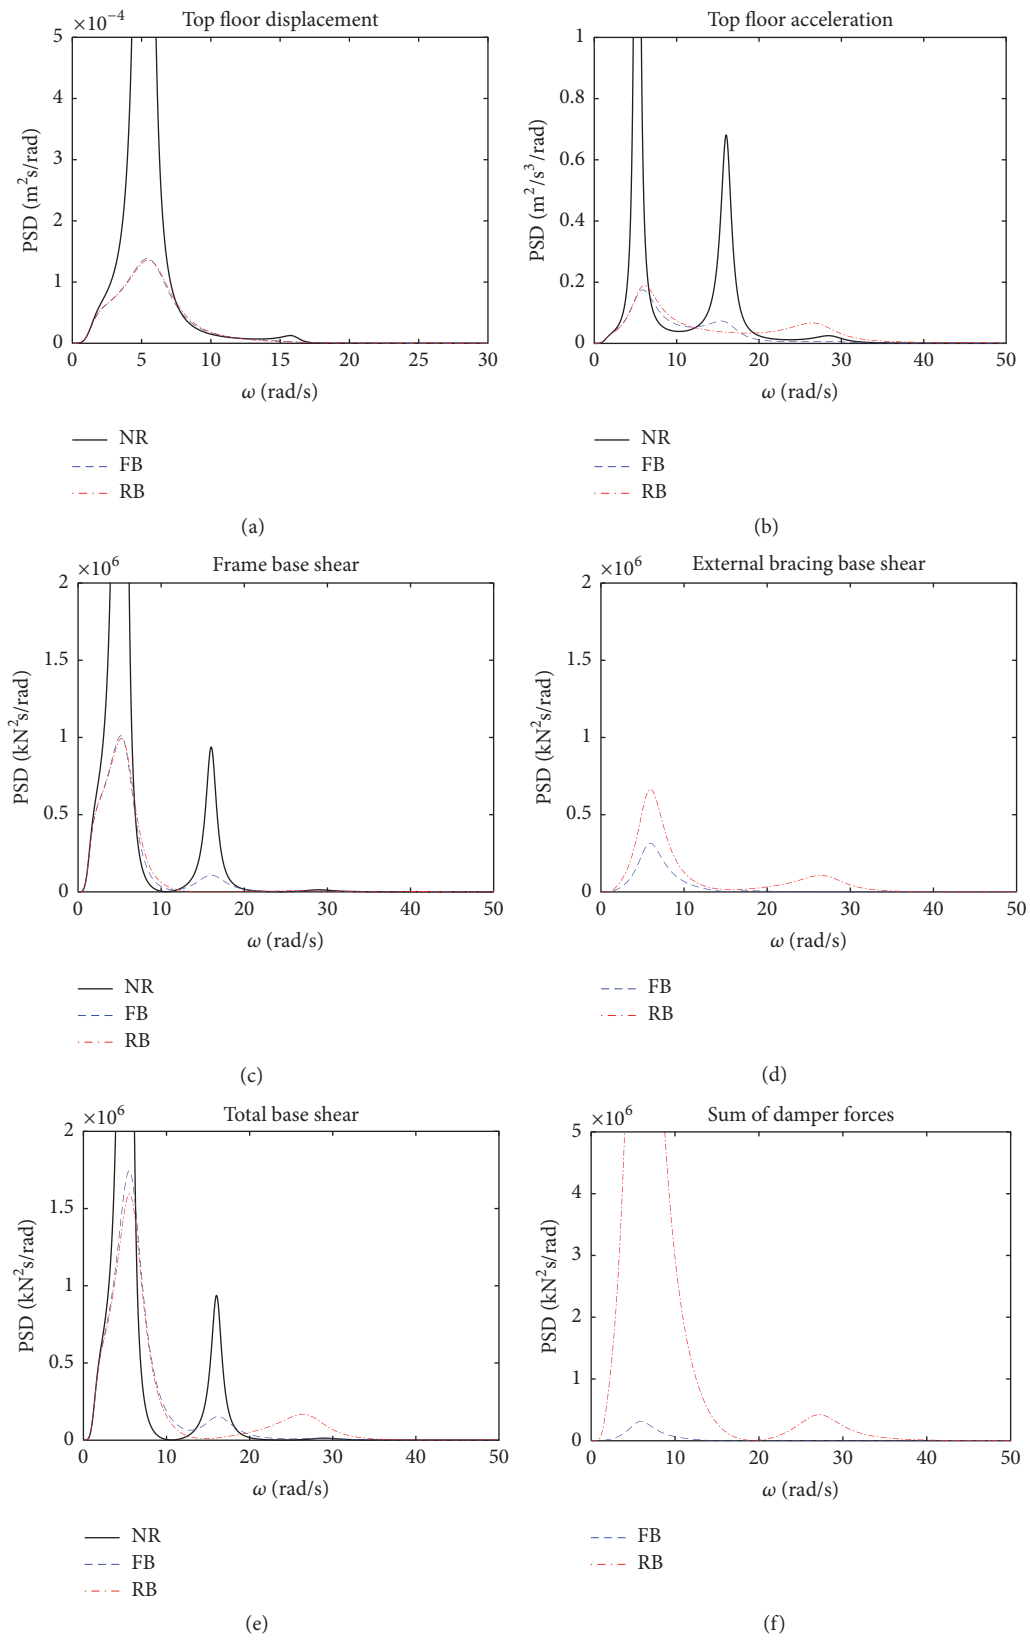 Top floor displacement
×10⁻⁴
5
4
3
2
1
0
PSD (m²s/rad)
0 5 10 15 20 25 30
ω (rad/s)
NR
FB
RB
(a)
Top floor acceleration
1
0.8
0.6
0.4
0.2
0
PSD (m²/s³/rad)
0 10 20 30 40 50
ω (rad/s)
NR
FB
RB
(b)
Frame base shear
×10⁶
2
1.5
1
0.5
0
PSD (kN²s/rad)
0 10 20 30 40 50
ω (rad/s)
NR
FB
RB
(c)
External bracing base shear
×10⁶
2
1.5
1
0.5
0
PSD (kN²s/rad)
0 10 20 30 40 50
ω (rad/s)
FB
RB
(d)
Total base shear
×10⁶
2
1.5
1
0.5
0
PSD (kN²s/rad)
0 10 20 30 40 50
ω (rad/s)
NR
FB
RB
(e)
Sum of damper forces
×10⁶
5
4
3
2
1
0
PSD (kN²s/rad)
0 10 20 30 40 50
ω (rad/s)
FB
RB
(f)